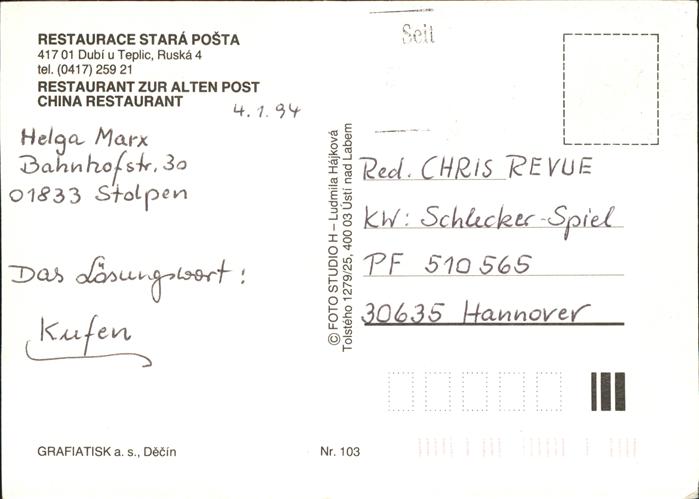 RESTAURACE STARÁ POŠTA
417 01 Dubí u Teplic, Ruská 4
tel. (0417) 259 21
RESTAURANT ZUR ALTEN POST
CHINA RESTAURANT
4.1.94
Helga Marx
Bahnhofstr. 30
01833 Stolpen
Das Lösungswort:
Kufen
GRAFIATISK a. s., Děčín
Nr. 103
© FOTO STUDIO H – Ludmila Hájková
Tolstého 1279/25, 400 03 Ústí nad Labem
Seit
Red. CHRIS REVUE
KW: Schlecker-Spiel
PF 510 565
30635 Hannover